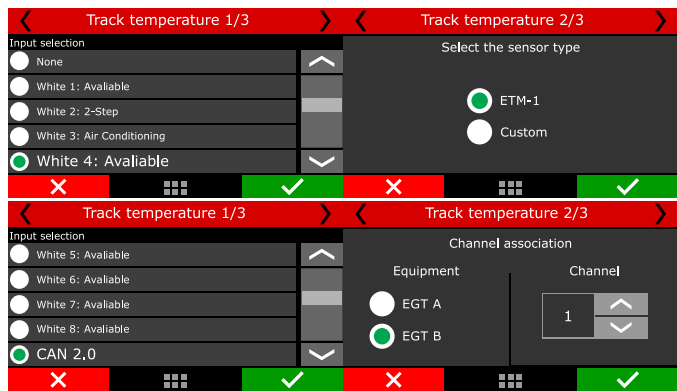 Track temperature 1/3
Input selection
None
White 1: Avaliable
White 2: 2-Step
White 3: Air Conditioning
White 4: Avaliable
Track temperature 2/3
Select the sensor type
ETM-1
Custom
Track temperature 1/3
Input selection
White 5: Avaliable
White 6: Avaliable
White 7: Avaliable
White 8: Avaliable
CAN 2.0
Track temperature 2/3
Channel association
Equipment
EGT A
EGT B
Channel
1